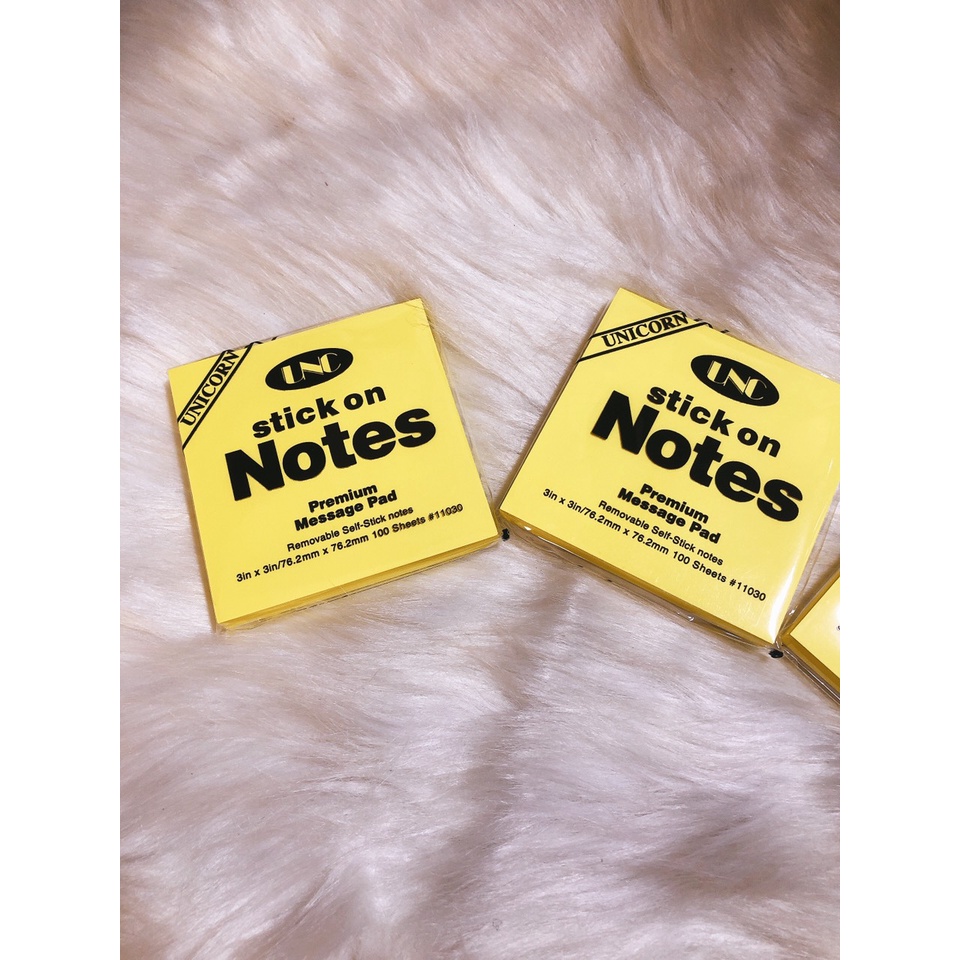 UNICORN
UNC
stick on
Notes
Premium
Message Pad
Removable Self-Stick notes
3in x 3in/76.2mm x 76.2mm 100 Sheets #11030
UNICORN
UNC
stick on
Notes
Premium
Message Pad
Removable Self-Stick notes
3in x 3in/76.2mm x 76.2mm 100 Sheets #11030